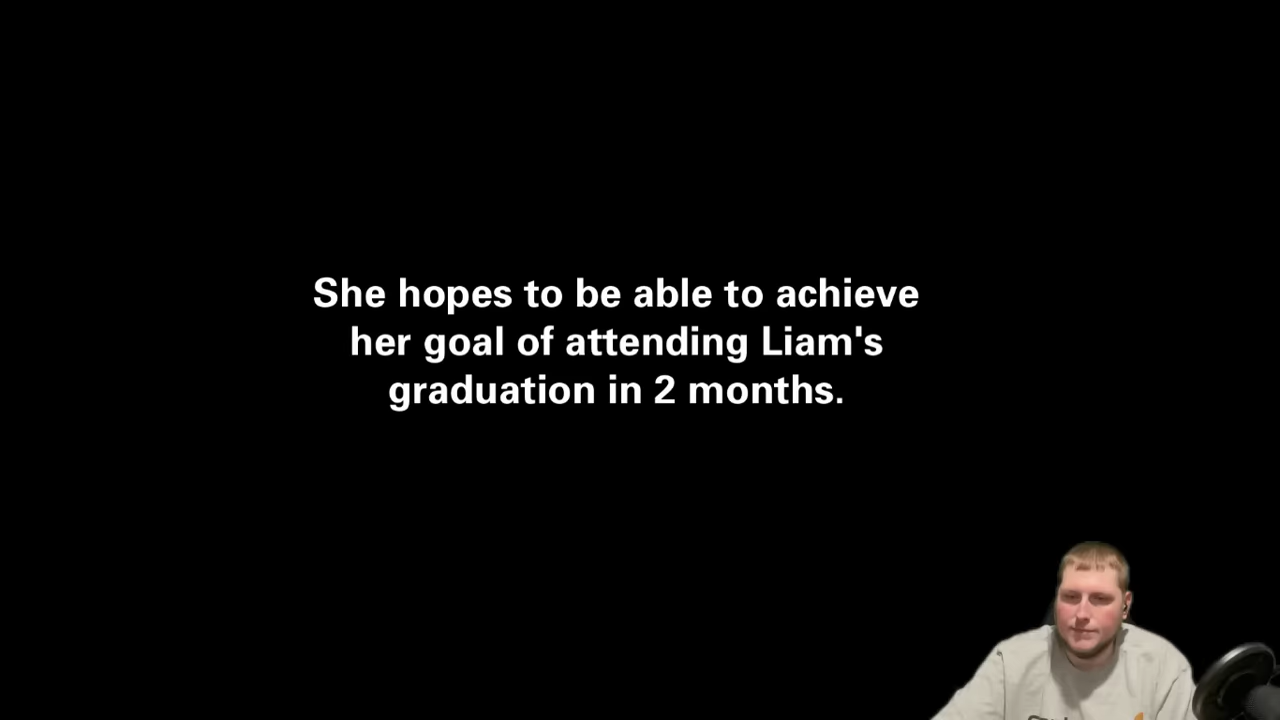 She hopes to be able to achieve
her goal of attending Liam's
graduation in 2 months.